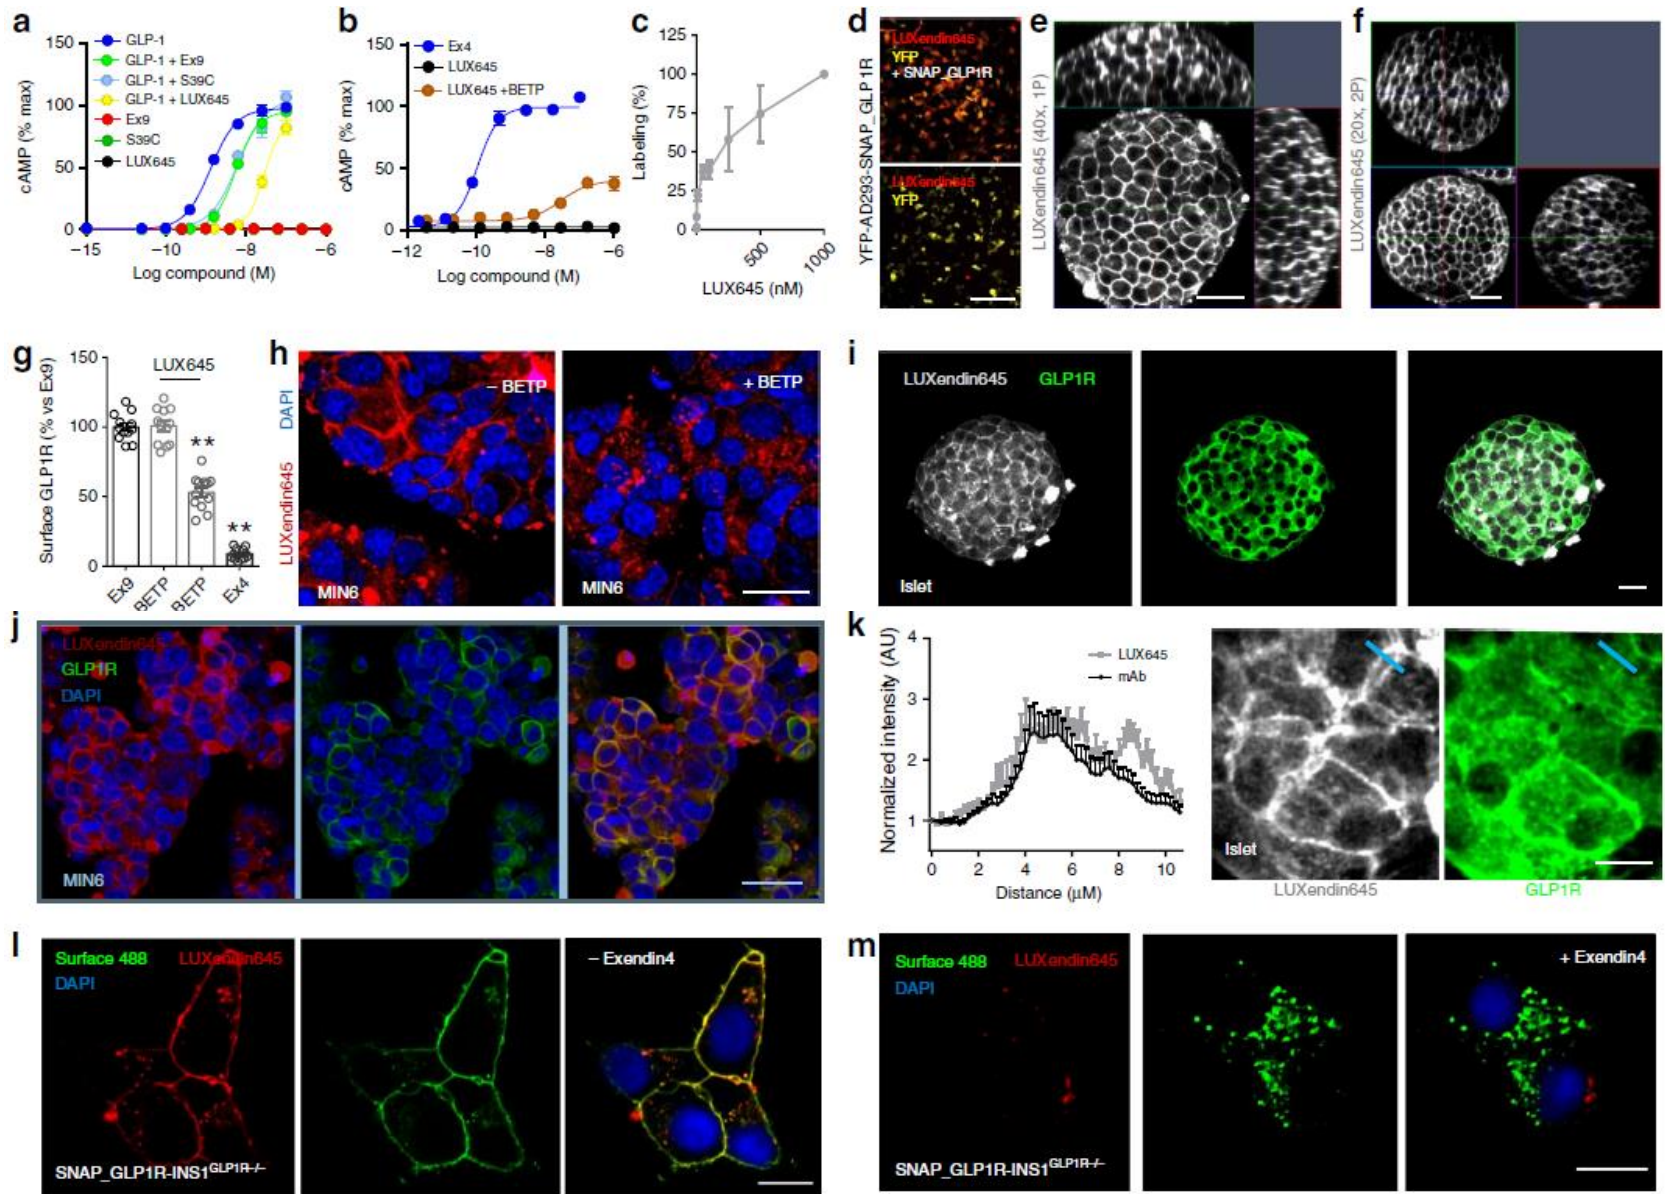 a
150
100
50
0
cAMP (% max)
−15
−10
−8
−6
Log compound (M)
GLP-1
GLP-1 + Ex9
GLP-1 + S39C
GLP-1 + LUX645
Ex9
S39C
LUX645
b
150
100
50
0
cAMP (% max)
−12
−10
−8
−6
Log compound (M)
Ex4
LUX645
LUX645 +BETP
c
125
100
75
50
25
0
Labeling (%)
500
1000
LUX645 (nM)
d
LUXendin645
YFP
+ SNAP_GLP1R
LUXendin645
YFP
YFP-AD293-SNAP_GLP1R
e
LUXendin645 (40x, 1P)
f
LUXendin645 (20x, 2P)
g
150
100
50
0
Surface GLP1R (% vs Ex9)
LUX645
**
**
Ex9
BETP
BETP
Ex4
h
LUXendin645
DAPI
− BETP
MIN6
+ BETP
MIN6
i
LUXendin645
GLP1R
Islet
j
LUXendin645
GLP1R
DAPI
MIN6
k
4
3
2
1
Normalized intensity (AU)
0
2
4
6
8
10
Distance (μM)
LUX645
mAb
Islet
LUXendin645
GLP1R
l
Surface 488
LUXendin645
DAPI
− Exendin4
SNAP_GLP1R-INS1GLP1R-/-
m
Surface 488
LUXendin645
DAPI
+ Exendin4
SNAP_GLP1R-INS1GLP1R-/-